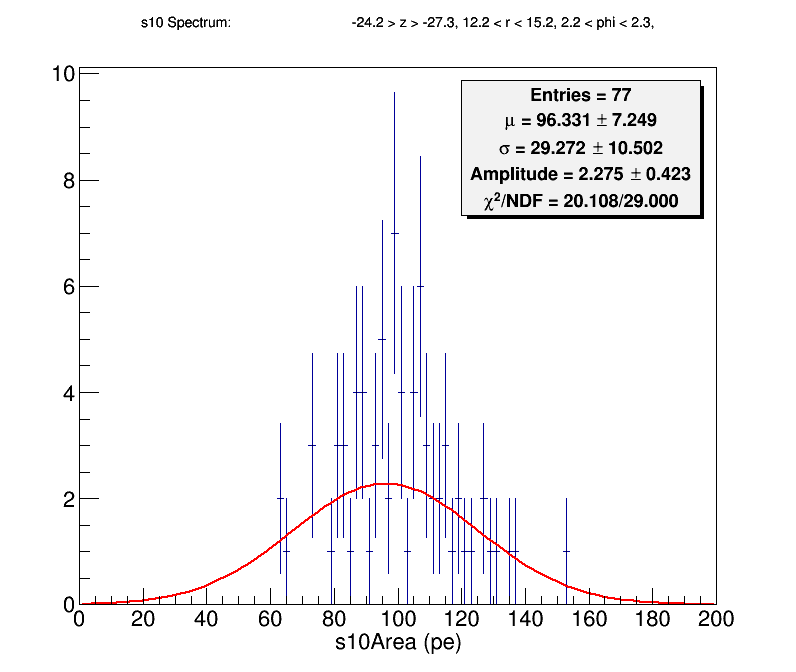 s10 Spectrum: -24.2 > z > -27.3, 12.2 < r < 15.2, 2.2 < phi < 2.3,
Entries = 77
μ = 96.331 ± 7.249
σ = 29.272 ± 10.502
Amplitude = 2.275 ± 0.423
χ²/NDF = 20.108/29.000
10
8
6
4
2
0
0 20 40 60 80 100 120 140 160 180 200
s10Area (pe)